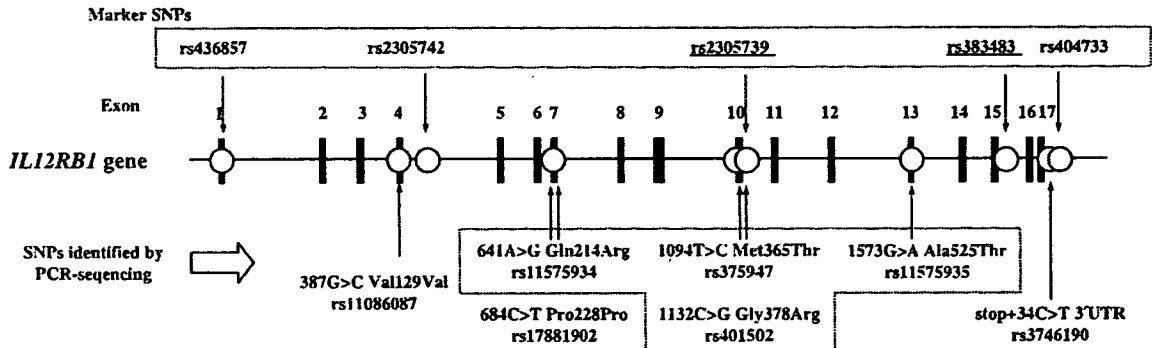 Marker SNPs
rs436857 rs2305742 rs2305739 rs383483 rs404733
Exon 1 2 3 4 5 6 7 8 9 10 11 12 13 14 15 16 17
IL12RB1 gene
SNPs identified by
PCR-seqencing
387G>C Val129Val
rs11086087
641A>G Gln214Arg
rs11575934
684C>T Pro228Pro
rs17881902
1094T>C Met365Thr
rs375947
1132C>G Gly378Arg
rs401502
1573G>A Ala525Thr
rs11575935
stop+34C>T 3'UTR
rs3746190